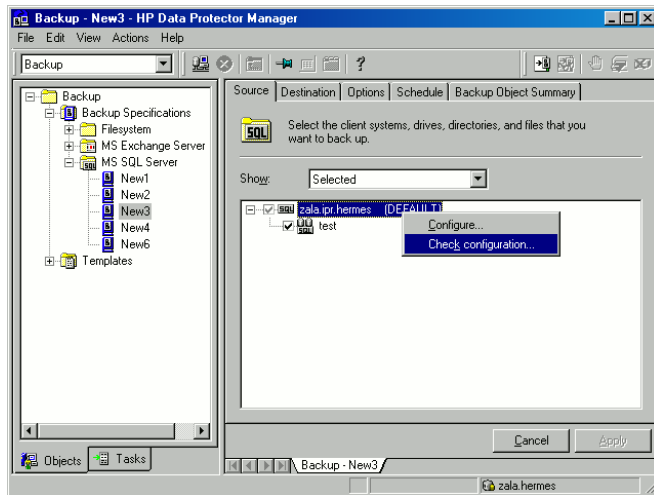 Backup - New3 - HP Data Protector Manager
File Edit View Actions Help
Backup
Backup
Backup Specifications
Filesystem
MS Exchange Server
MS SQL Server
New1
New2
New3
New4
New6
Templates
Objects Tasks
Source Destination Options Schedule Backup Object Summary
SQL
Select the client systems, drives, directories, and files that you
want to back up.
Show: Selected
SQL zala.ipr.hermes (DEFAULT)
test
Configure...
Check configuration...
Cancel Apply
Backup - New3
zala.hermes